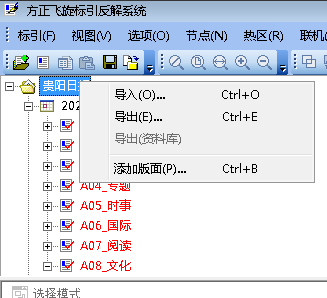 方正飞旋标引反解系统
标引(F) 视图(V) 选项(O) 节点(N) 热区(R) 联机
贵阳日
导入(O)... Ctrl+O
导出(E)... Ctrl+E
导出(资料库)
添加版面(P)... Ctrl+B
202
A04_专题
A05_时事
A06_国际
A07_阅读
A08_文化
选择模式